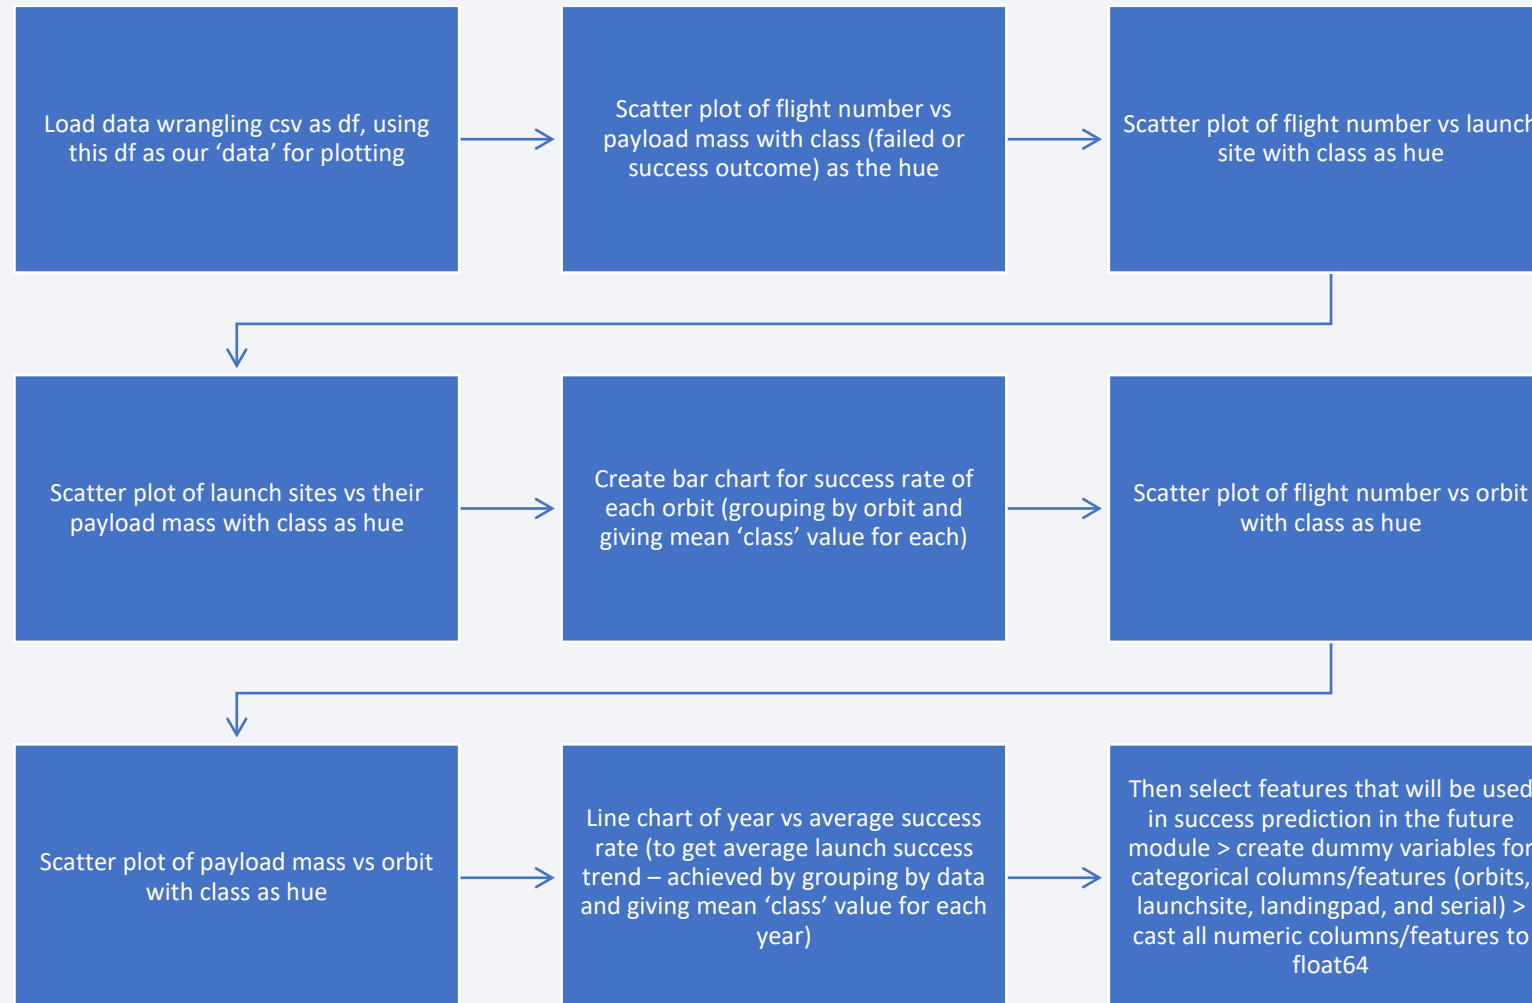 Load data wrangling csv as df, using
this df as our ‘data’ for plotting
Scatter plot of flight number vs
payload mass with class (failed or
success outcome) as the hue
Scatter plot of flight number vs launch
site with class as hue
Scatter plot of launch sites vs their
payload mass with class as hue
Create bar chart for success rate of
each orbit (grouping by orbit and
giving mean ‘class’ value for each)
Scatter plot of flight number vs orbit
with class as hue
Scatter plot of payload mass vs orbit
with class as hue
Line chart of year vs average success
rate (to get average launch success
trend – achieved by grouping by data
and giving mean ‘class’ value for each
year)
Then select features that will be used
in success prediction in the future
module > create dummy variables for
categorical columns/features (orbits,
launchsite, landingpad, and serial) >
cast all numeric columns/features to
float64